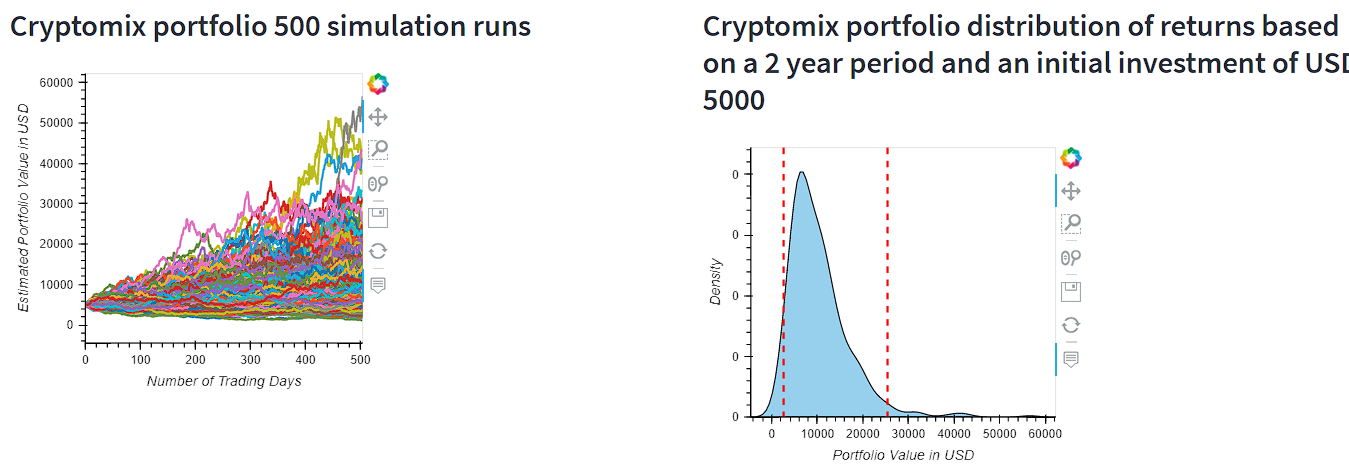 Cryptomix portfolio 500 simulation runs
60000
50000
40000
30000
20000
10000
0
Estimated Portfolio Value in USD
0 100 200 300 400 500
Number of Trading Days
Cryptomix portfolio distribution of returns based
on a 2 year period and an initial investment of USD
5000
0
0
0
0
0
Density
0 10000 20000 30000 40000 50000 60000
Portfolio Value in USD